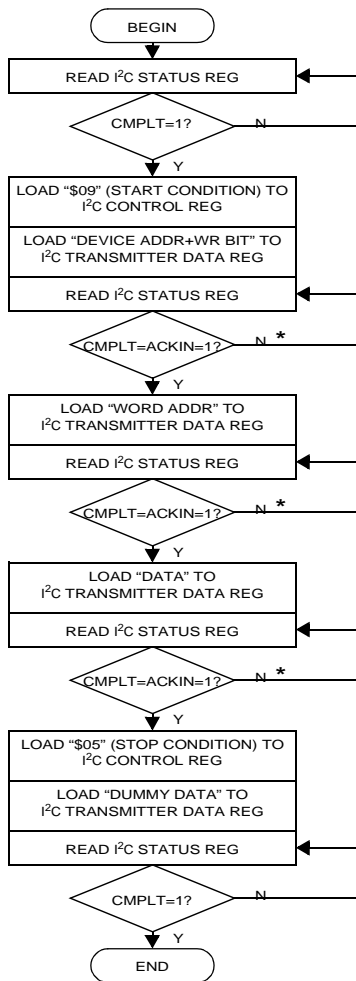 BEGIN
READ I²C STATUS REG
CMPLT=1?
N
Y
LOAD “$09” (START CONDITION) TO
I²C CONTROL REG
LOAD “DEVICE ADDR+WR BIT” TO
I²C TRANSMITTER DATA REG
READ I²C STATUS REG
CMPLT=ACKIN=1?
N *
Y
LOAD “WORD ADDR” TO
I²C TRANSMITTER DATA REG
READ I²C STATUS REG
CMPLT=ACKIN=1?
N *
Y
LOAD “DATA” TO
I²C TRANSMITTER DATA REG
READ I²C STATUS REG
CMPLT=ACKIN=1?
N *
Y
LOAD “$05” (STOP CONDITION) TO
I²C CONTROL REG
LOAD “DUMMY DATA” TO
I²C TRANSMITTER DATA REG
READ I²C STATUS REG
CMPLT=1?
N
Y
END